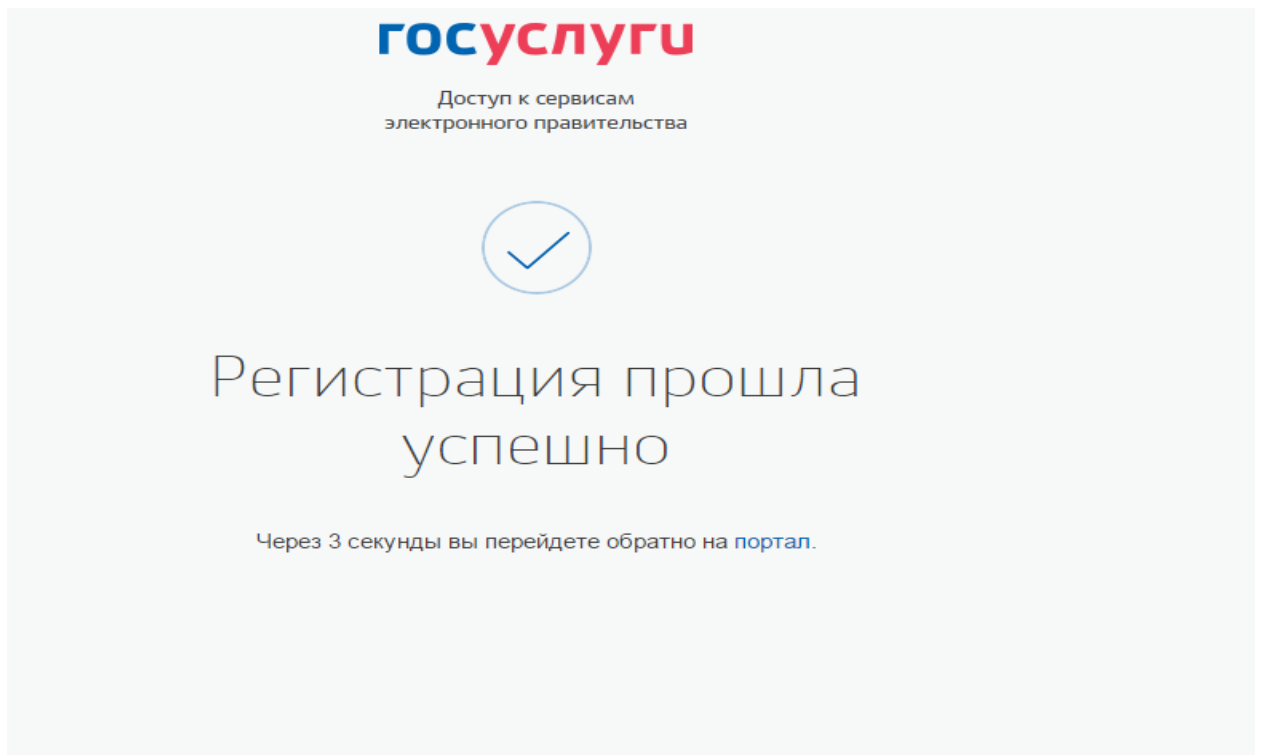 госуслуги
Доступ к сервисам
электронного правительства
Регистрация прошла
успешно
Через 3 секунды вы перейдете обратно на портал.